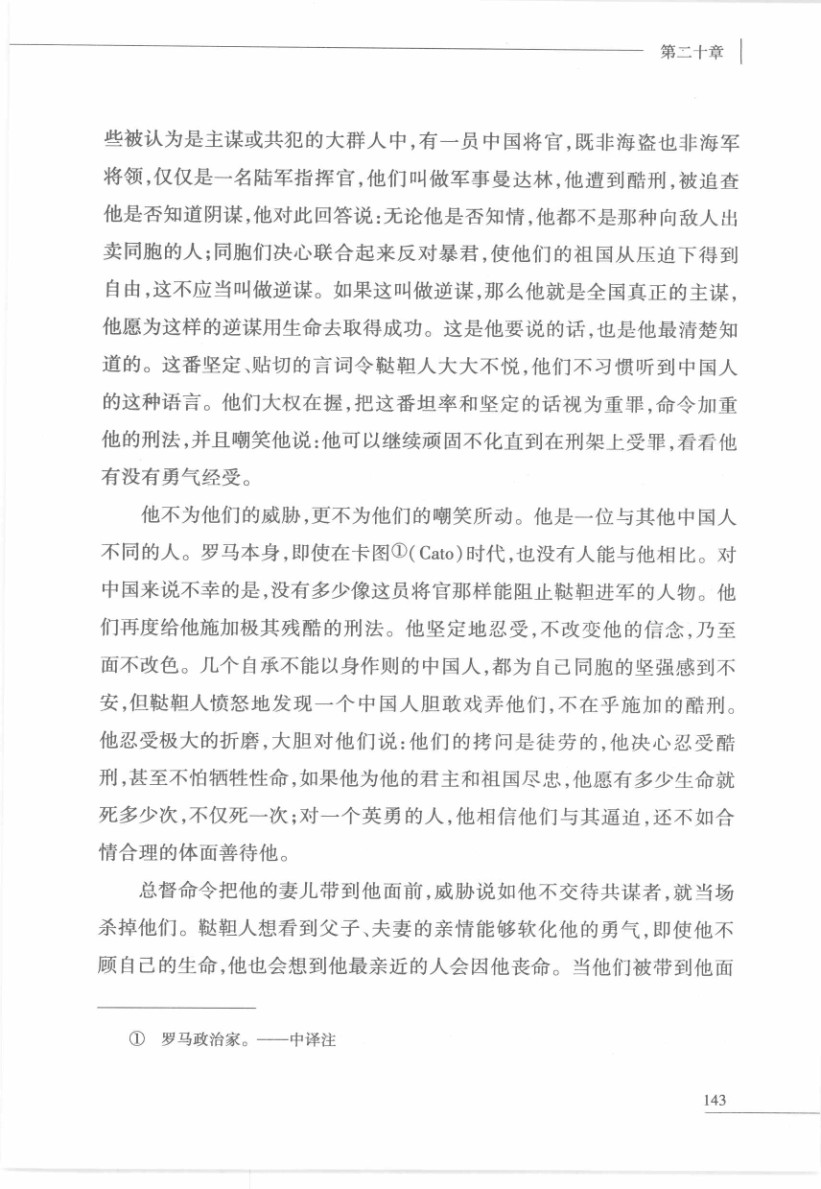 第二十章
些被认为是主谋或共犯的大群人中,有一员中国将官,既非海盗也非海军
将领,仅仅是一名陆军指挥官,他们叫做军事曼达林,他遭到酷刑,被追查
他是否知道阴谋,他对此回答说:无论他是否知情,他都不是那种向敌人出
卖同胞的人;同胞们决心联合起来反对暴君,使他们的祖国从压迫下得到
自由,这不应当叫做逆谋。如果这叫做逆谋,那么他就是全国真正的主谋,
他愿为这样的逆谋用生命去取得成功。这是他要说的话,也是他最清楚知
道的。这番坚定、贴切的言词令鞑靼人大大不悦,他们不习惯听到中国人
的这种语言。他们大权在握,把这番坦率和坚定的话视为重罪,命令加重
他的刑法,并且嘲笑他说:他可以继续顽固不化直到在刑架上受罪,看看他
有没有勇气经受。
他不为他们的威胁,更不为他们的嘲笑所动。他是一位与其他中国人
不同的人。罗马本身,即使在卡图①(Cato)时代,也没有人能与他相比。对
中国来说不幸的是,没有多少像这员将官那样能阻止鞑靼进军的人物。他
们再度给他施加极其残酷的刑法。他坚定地忍受,不改变他的信念,乃至
面不改色。几个自承不能以身作则的中国人,都为自己同胞的坚强感到不
安,但鞑靼人愤怒地发现一个中国人胆敢戏弄他们,不在乎施加的酷刑。
他忍受极大的折磨,大胆对他们说:他们的拷问是徒劳的,他决心忍受酷
刑,甚至不怕牺牲性命,如果他为他的君主和祖国尽忠,他愿有多少生命就
死多少次,不仅死一次;对一个英勇的人,他相信他们与其逼迫,还不如合
情合理的体面善待他。
总督命令把他的妻儿带到他面前,威胁说如他不交待共谋者,就当场
杀掉他们。鞑靼人想看到父子、夫妻的亲情能够软化他的勇气,即使他不
顾自己的生命,他也会想到他最亲近的人会因他丧命。当他们被带到他面
① 罗马政治家。——中译注
143